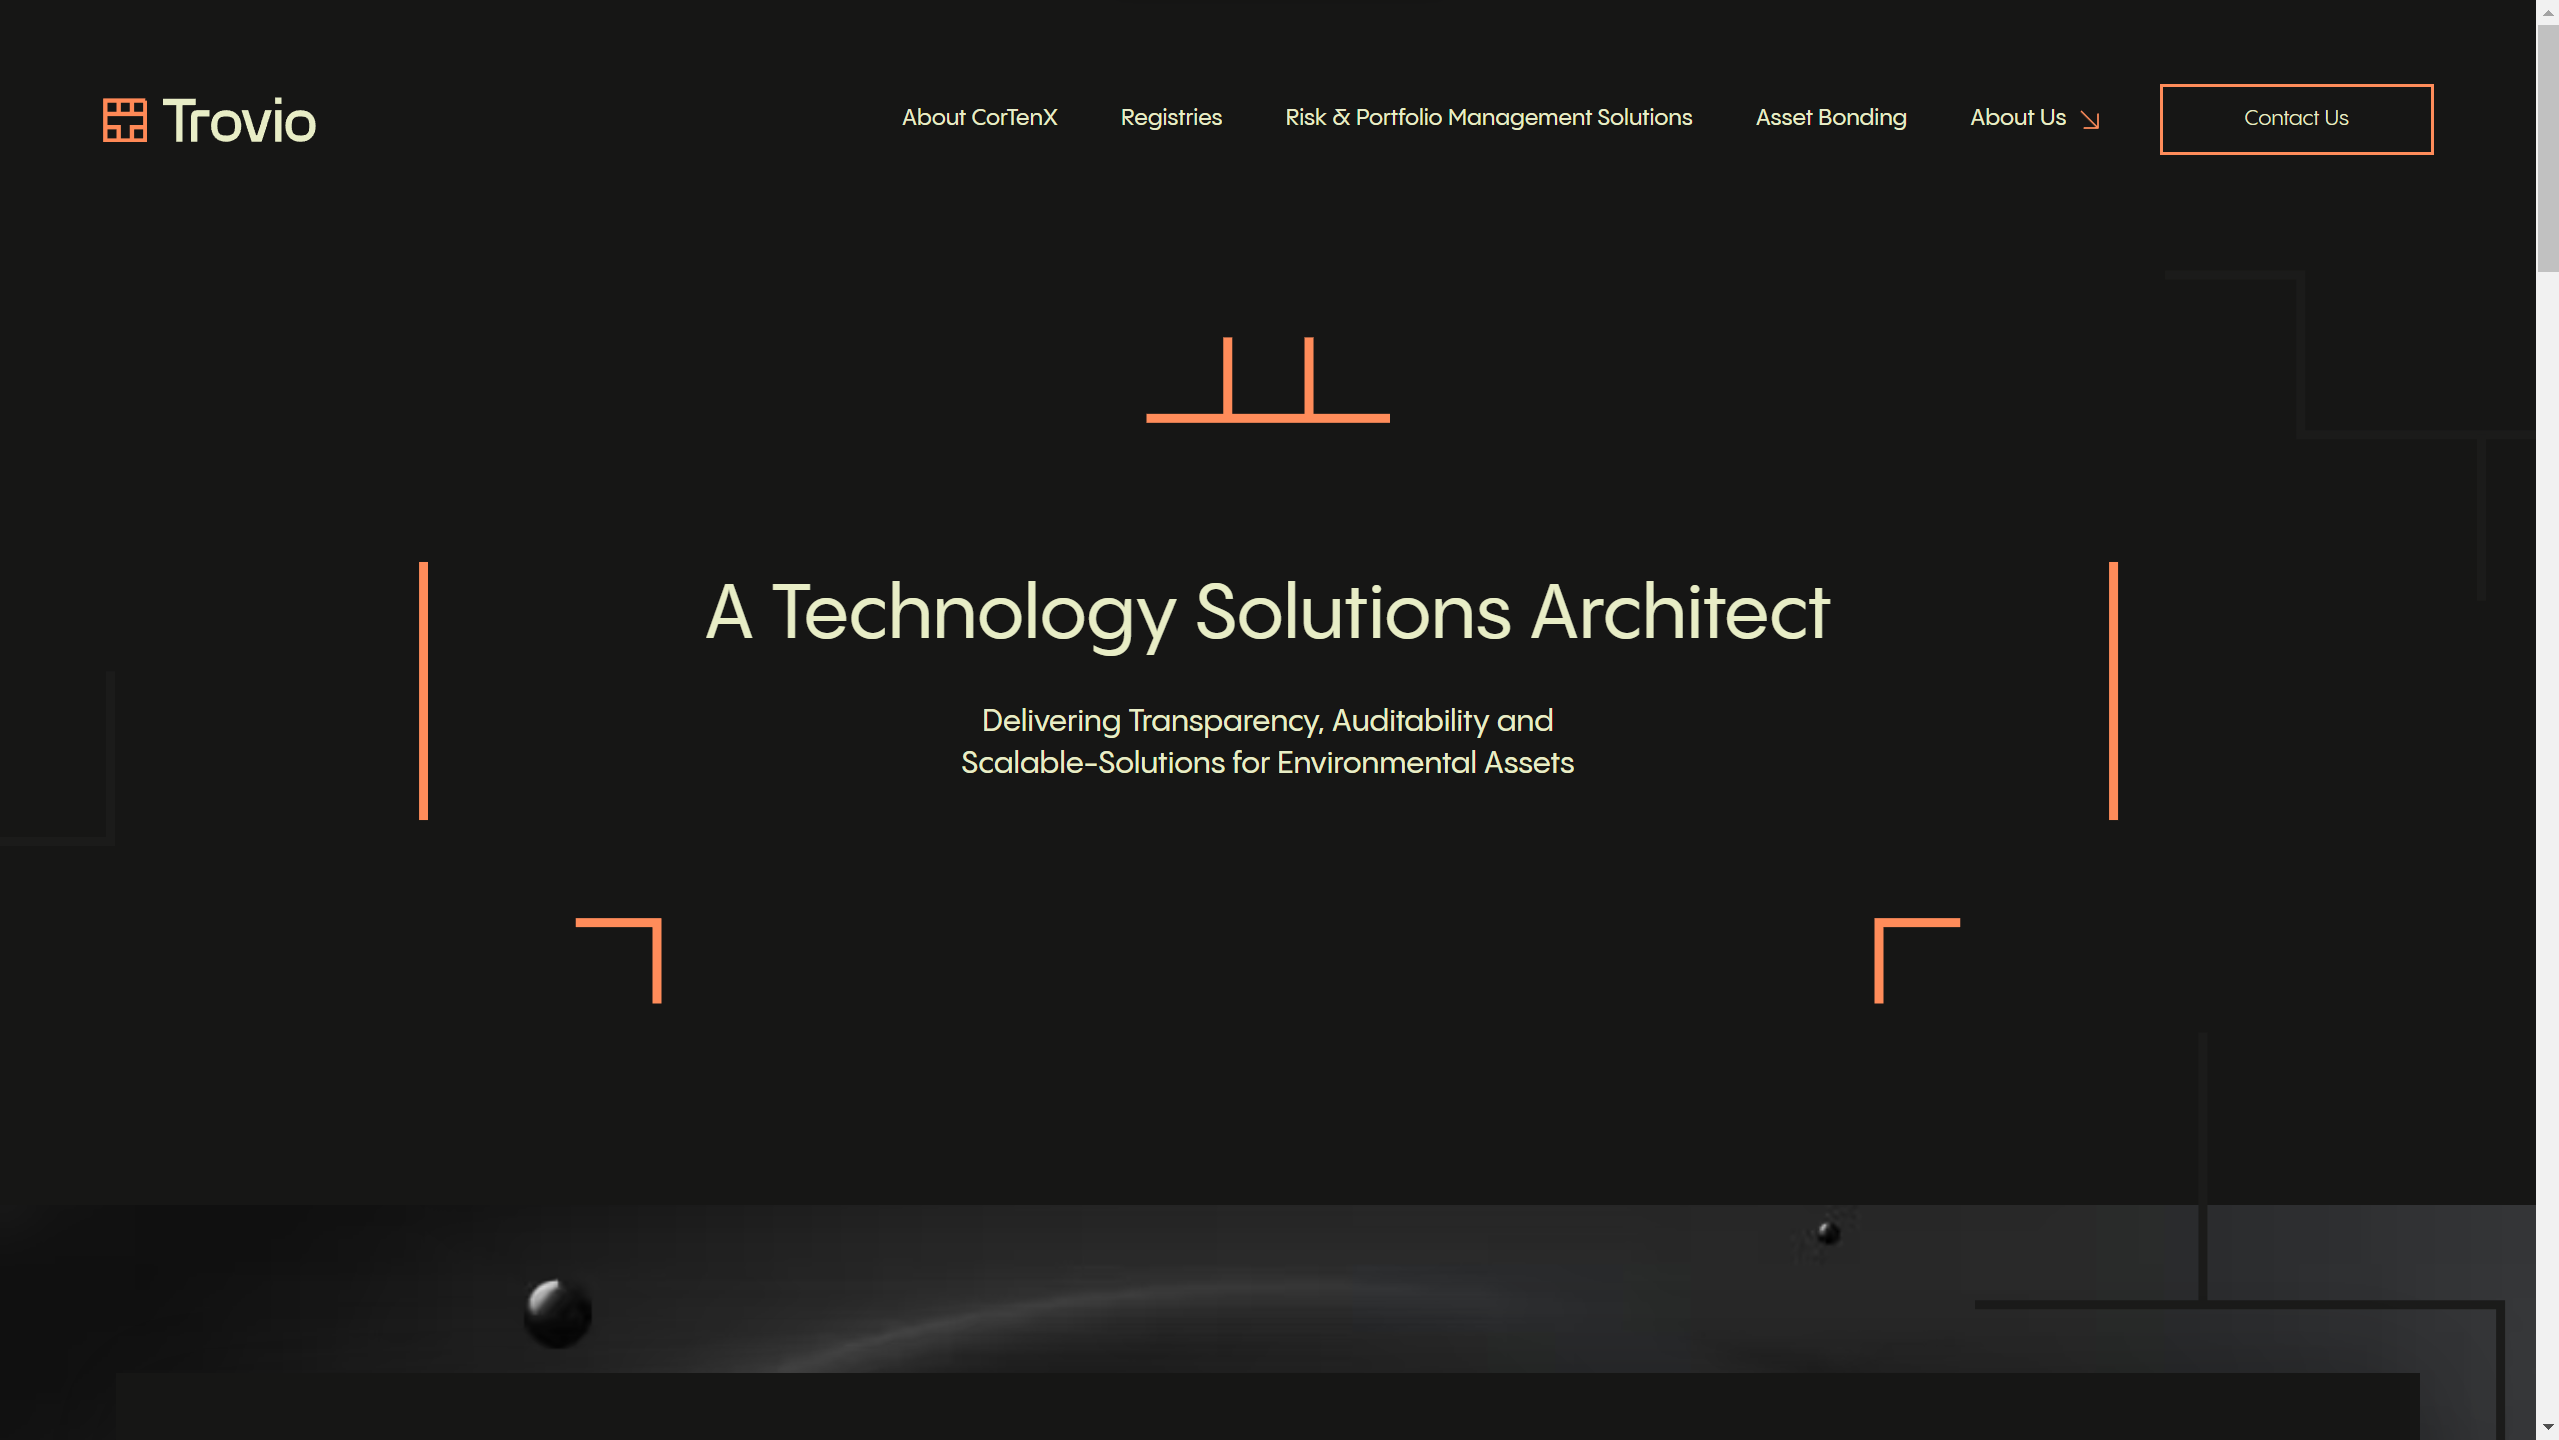 Trovio
About CorTenX
Registries
Risk & Portfolio Management Solutions
Asset Bonding
About Us
Contact Us
A Technology Solutions Architect
Delivering Transparency, Auditability and
Scalable-Solutions for Environmental Assets